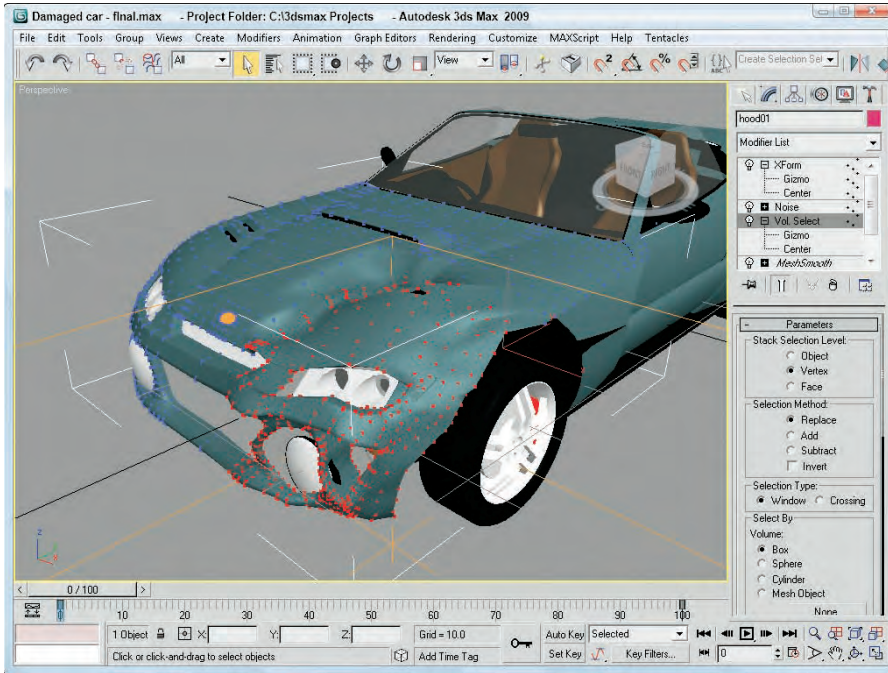 Damaged car - final.max - Project Folder: C:\3dsmax Projects - Autodesk 3ds Max 2009
File Edit Tools Group Views Create Modifiers Animation Graph Editors Rendering Customize MAXScript Help Tentacles
All View Create Selection Set
Perspective
hood01
Modifier List
XForm
Gizmo
Center
Noise
Vol. Select
Gizmo
Center
MeshSmooth
Parameters
Stack Selection Level:
Object
Vertex
Face
Selection Method:
Replace
Add
Subtract
Invert
Selection Type:
Window Crossing
Select By
Volume:
Box
Sphere
Cylinder
Mesh Object
None
z
x
0 / 100
0 10 20 30 40 50 60 70 80 90 100
1 Object X: Y: Z: Grid = 10.0 Auto Key Selected
Click or click-and-drag to select objects Add Time Tag Set Key Key Filters... 0